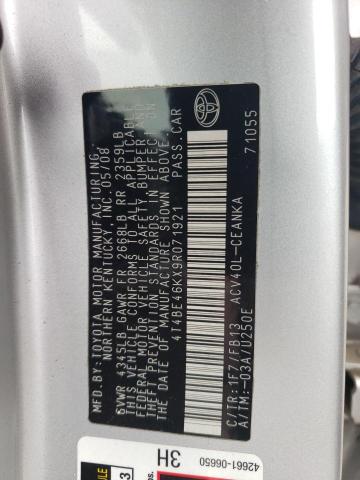 MFD. BY: TOYOTA MOTOR MANUFACTURING,
NORTHERN KENTUCKY, INC. 05/08
GVWR 4345LB GAWR FR 2668LB RR 2359LB
THIS VEHICLE CONFORMS TO ALL APPLICABLE
FEDERAL MOTOR VEHICLE SAFETY, BUMPER, AND
THEFT PREVENTION STANDARDS IN EFFECT ON
THE DATE OF MANUFACTURE SHOWN ABOVE.
4T4BE46KX9R071921 PASS.CAR
C/TR:1F7/FB13 ACV40L-CEANKA
A/TM:-03A/U250E 71055
42661-06650
3H